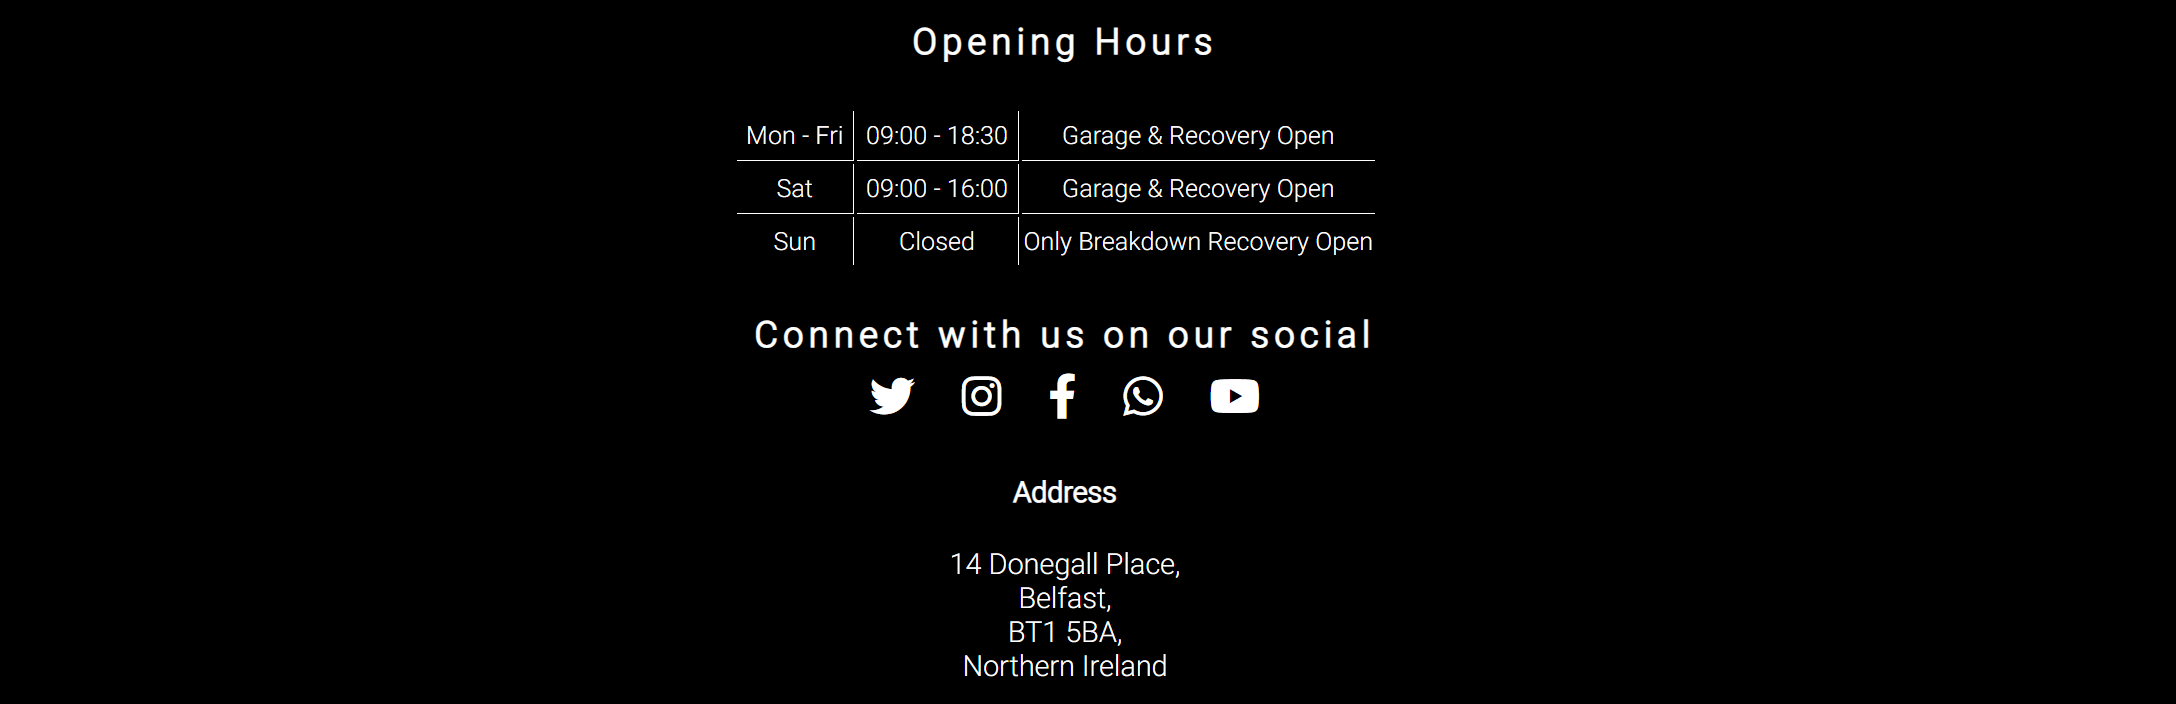 Opening Hours
Mon - Fri 09:00 - 18:30 Garage & Recovery Open
Sat 09:00 - 16:00 Garage & Recovery Open
Sun Closed Only Breakdown Recovery Open
Connect with us on our social
Address
14 Donegall Place,
Belfast,
BT1 5BA,
Northern Ireland